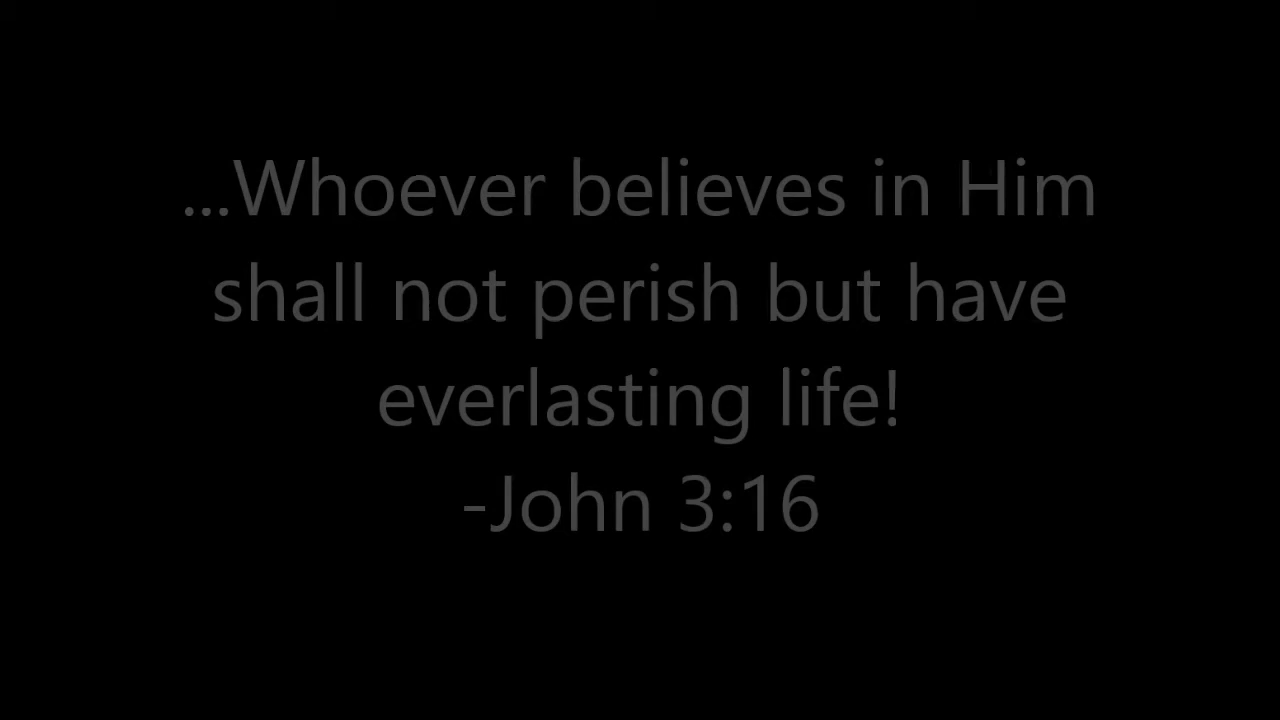 ...Whoever believes in Him
shall not perish but have
everlasting life!
-John 3:16